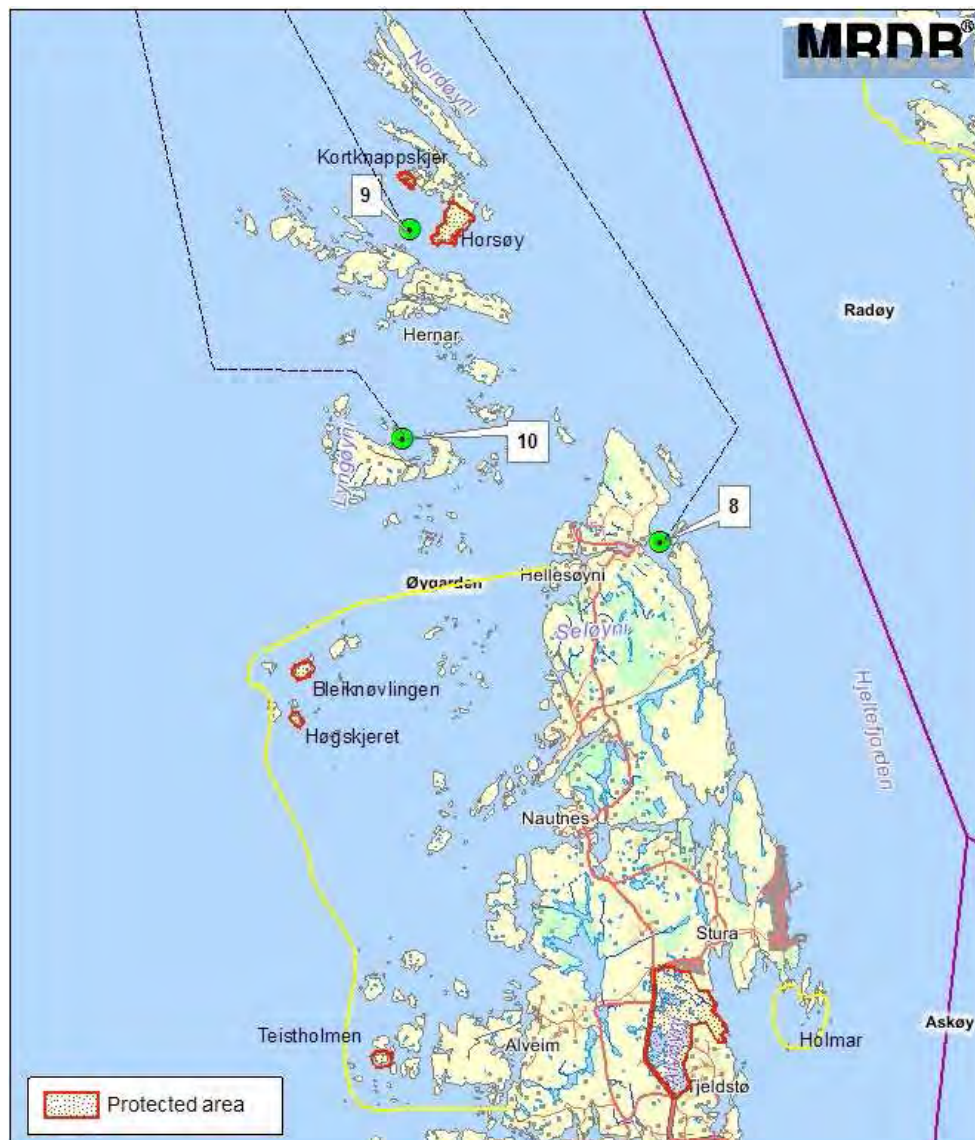 MRDB®
Nordøyni
Kortknappskjer
9
Horsøy
Radøy
Hernar
10
Lyngøyni
8
Hellesøyni
Øygarden
Seløyni
Bleiknøvlingen
Hjeltefjorden
Høgskjeret
Nautnes
Stura
Teistholmen
Alveim
Holmar
Askøy
Tjeldstø
Protected area